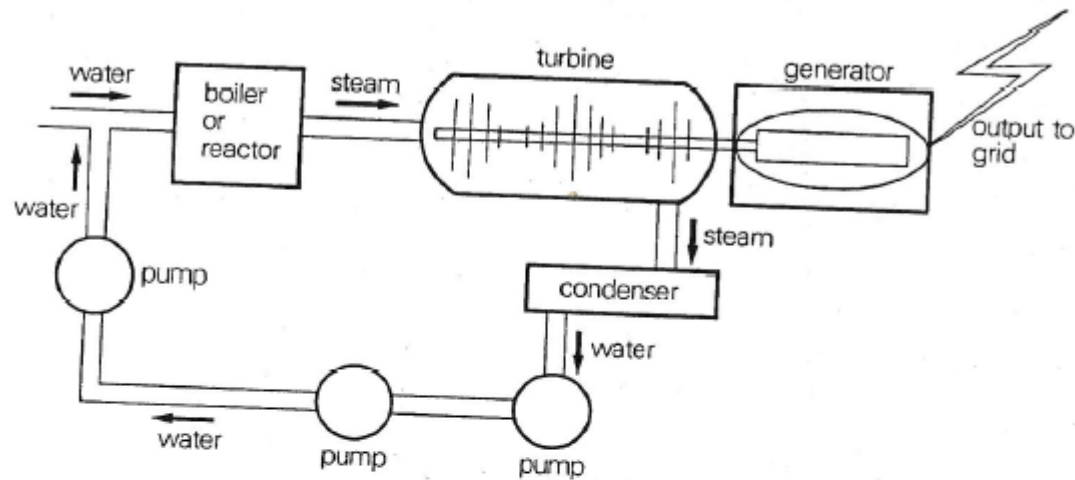 water
boiler
or
reactor
steam
turbine
generator
output to
grid
water
pump
steam
condenser
water
water
pump
pump